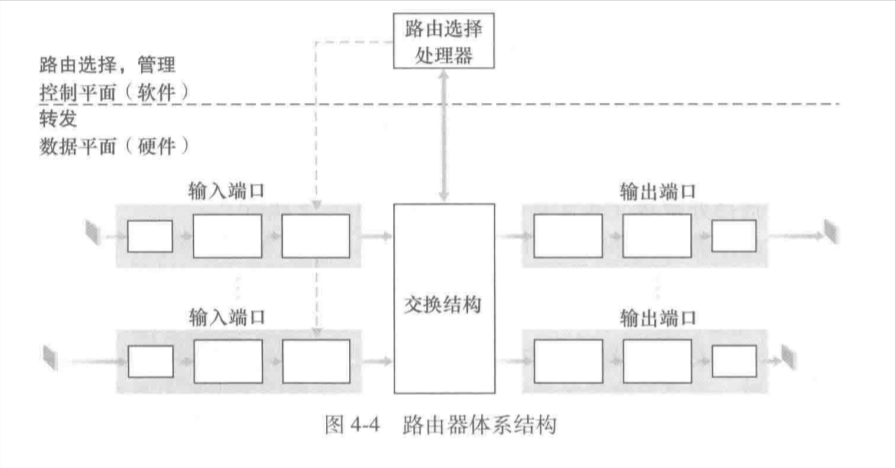 路由选择
处理器
路由选择，管理
控制平面（软件）
转发
数据平面（硬件）
输入端口
输出端口
交换结构
输入端口
输出端口
图 4-4 路由器体系结构